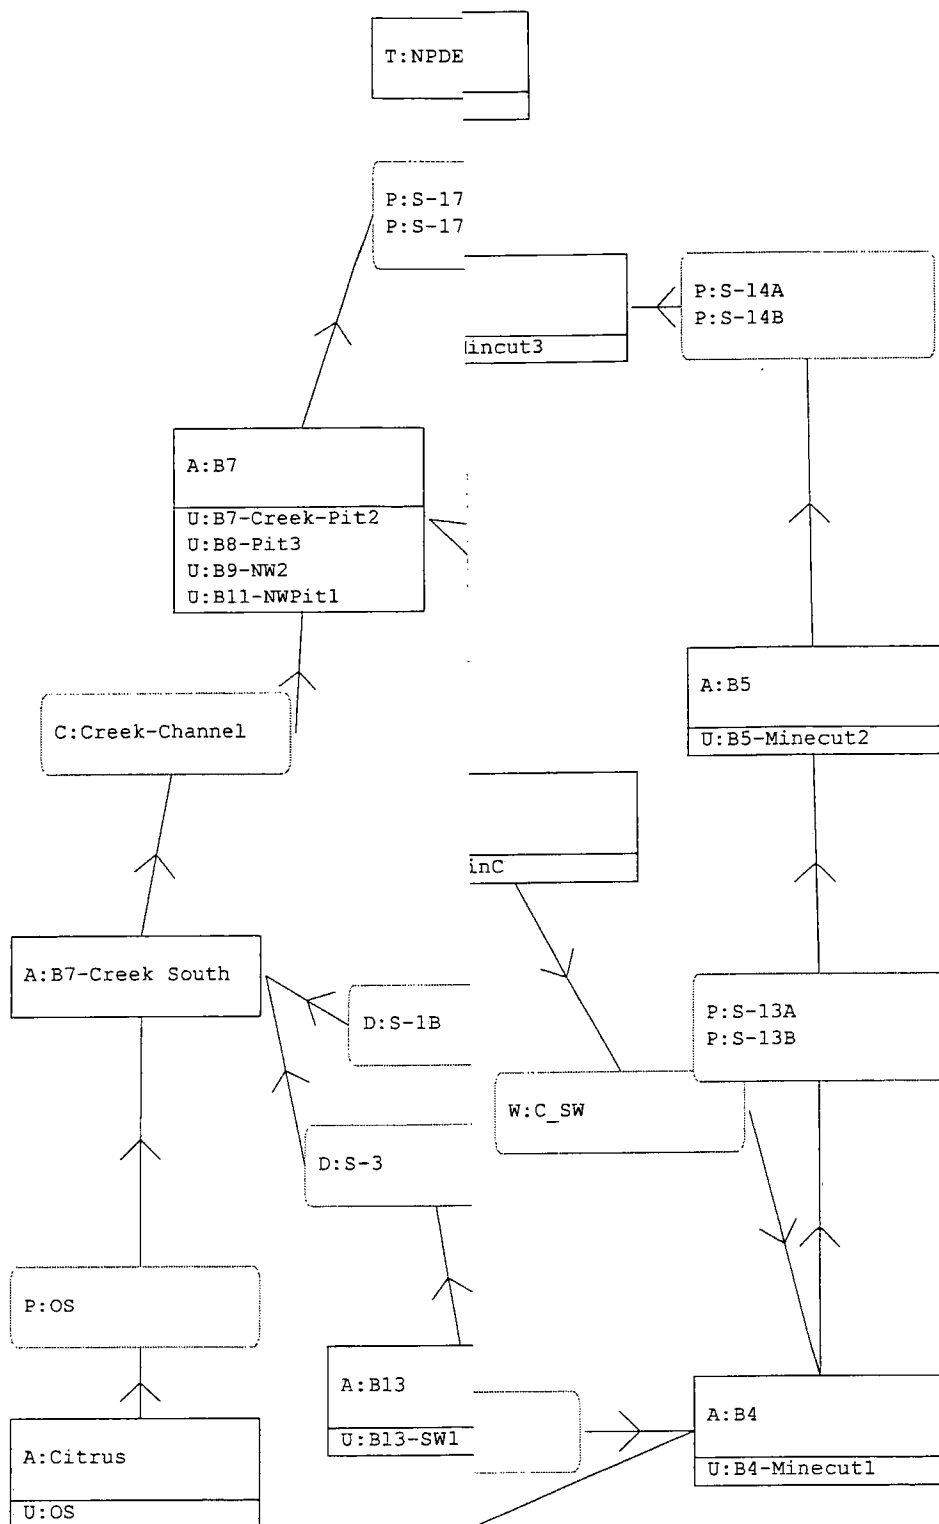 T:NPDE
P:S-17
P:S-17
P:S-14A
P:S-14B
incut3
A:B7
U:B7-Creek-Pit2
U:B8-Pit3
U:B9-NW2
U:B11-NWPit1
A:B5
U:B5-Minecut2
C:Creek-Channel
inC
A:B7-Creek South
D:S-1B
P:S-13A
P:S-13B
W:C_SW
D:S-3
P:OS
A:B13
U:B13-SW1
A:B4
U:B4-Minecut1
A:Citrus
U:OS